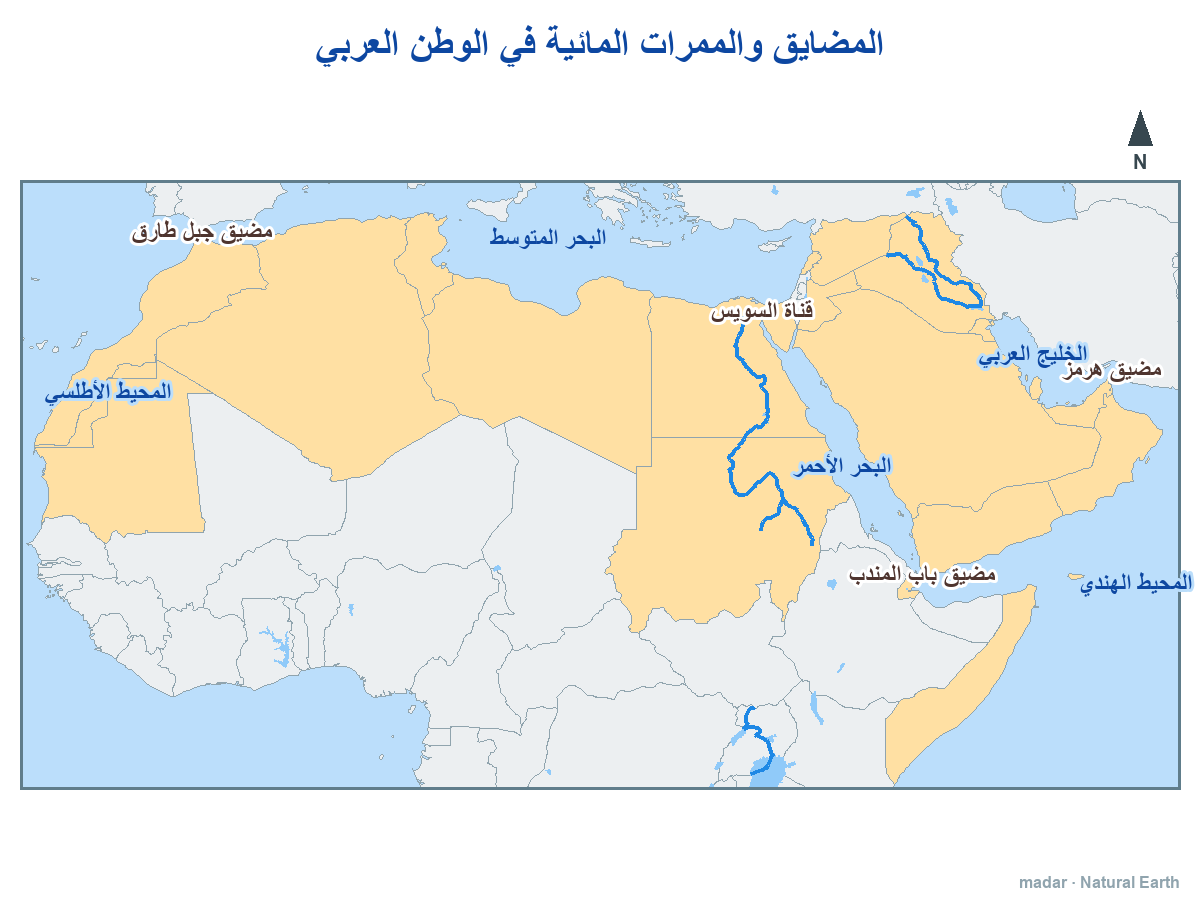 المضايق والممرات المائية في الوطن العربي
N
مضيق جبل طارق
البحر المتوسط
قناة السويس
الخليج العربي
مضيق هرمز
المحيط الأطلسي
البحر الأحمر
مضيق باب المندب
المحيط الهندي
madar · Natural Earth